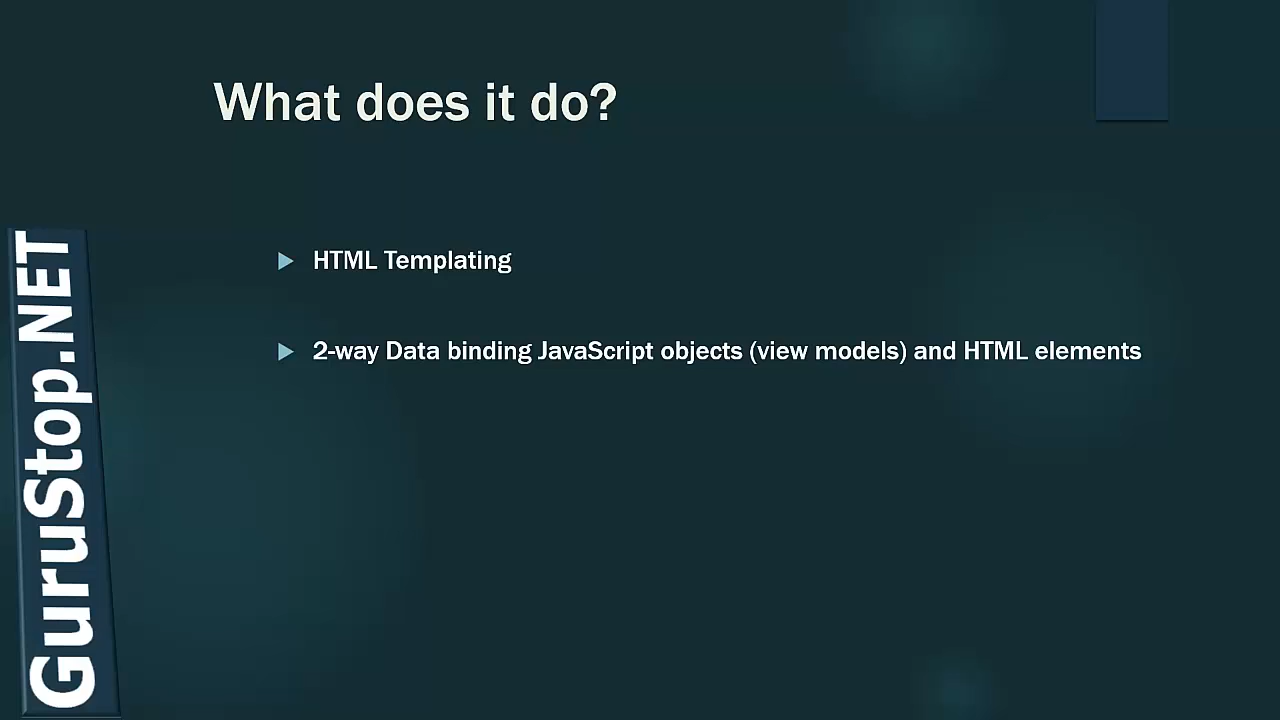 What does it do?
HTML Templating
2-way Data binding JavaScript objects (view models) and HTML elements
GuruStop.NET